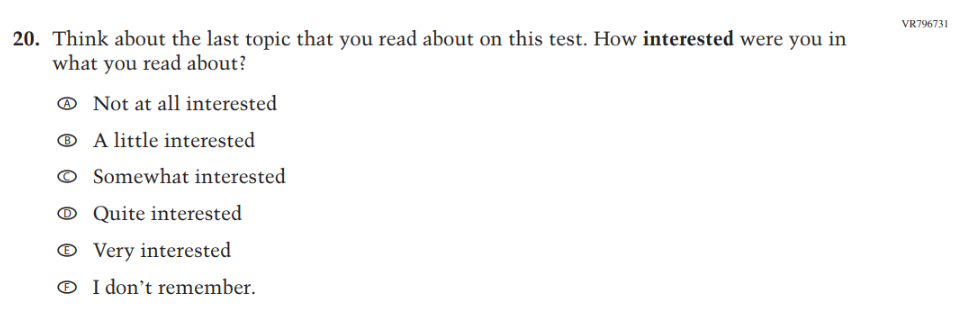 VR796731
20. Think about the last topic that you read about on this test. How interested were you in
what you read about?
A Not at all interested
B A little interested
C Somewhat interested
D Quite interested
E Very interested
F I don’t remember.